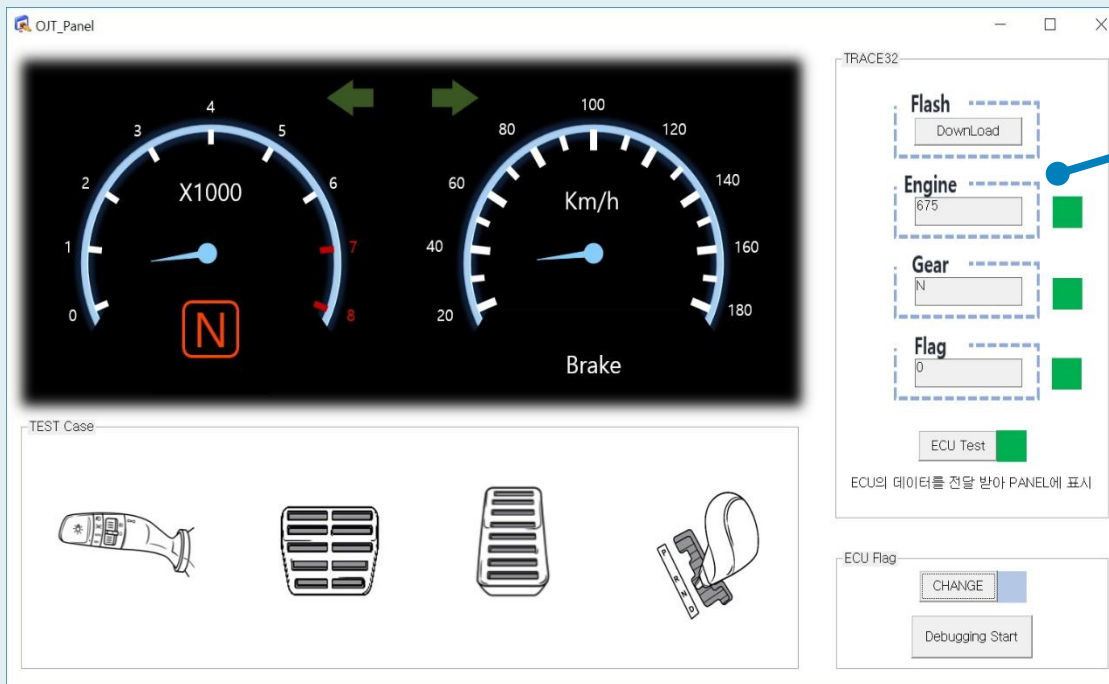 OJT_Panel
X1000
0
1
2
3
4
5
6
7
8
N
Km/h
20
40
60
80
100
120
140
160
180
Brake
TEST Case
P
R
N
D
TRACE32
Flash
DownLoad
Engine
675
Gear
N
Flag
0
ECU Test
ECU의 데이터를 전달 받아 PANEL에 표시
ECU Flag
CHANGE
Debugging Start